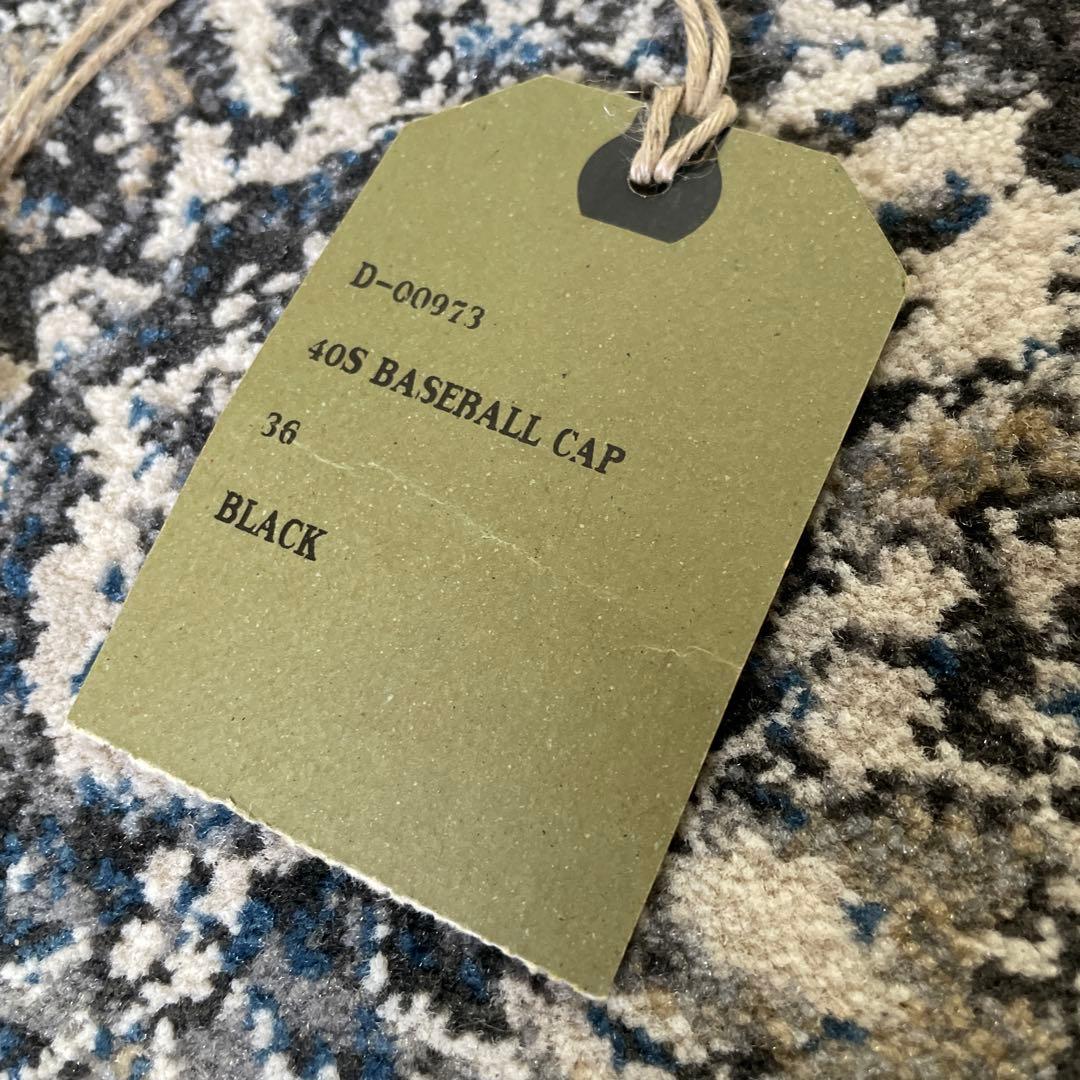 D-00973
40S BASEBALL CAP
36
BLACK